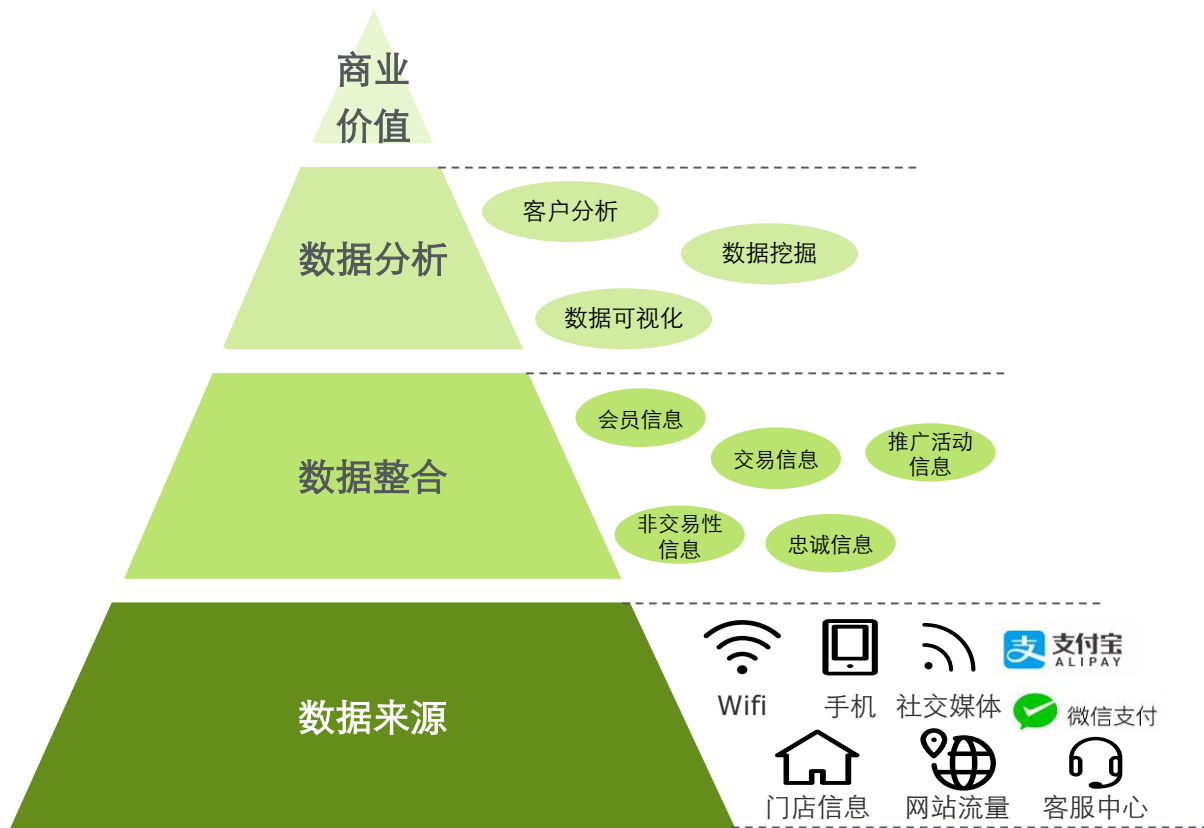 商业
价值
数据分析
客户分析
数据挖掘
数据可视化
数据整合
会员信息
交易信息
推广活动
信息
非交易性
信息
忠诚信息
数据来源
Wifi
手机
社交媒体
支 支付宝
ALIPAY
微信支付
门店信息
网站流量
客服中心